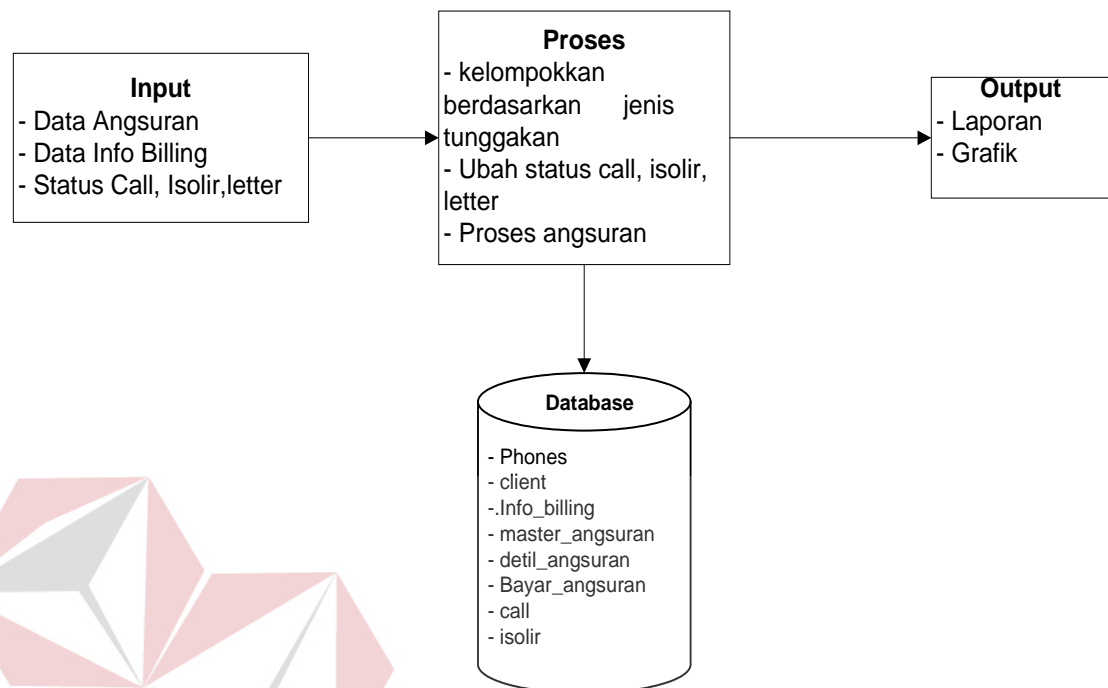 Input
- Data Angsuran
- Data Info Billing
- Status Call, Isolir,letter
Proses
- kelompokkan
berdasarkan jenis
tunggakan
- Ubah status call, isolir,
letter
- Proses angsuran
Output
- Laporan
- Grafik
Database
- Phones
- client
-.Info_billing
- master_angsuran
- detil_angsuran
- Bayar_angsuran
- call
- isolir